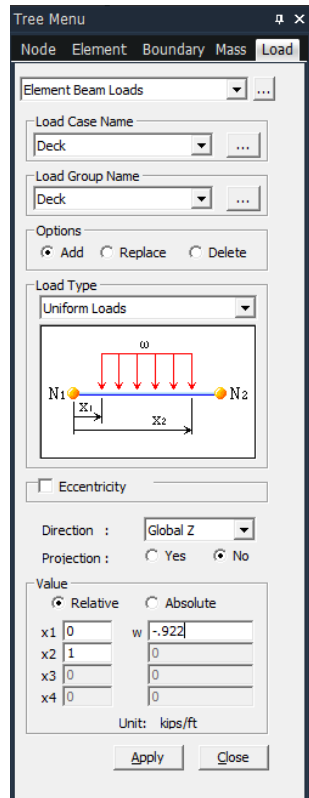 Tree Menu
Node Element Boundary Mass Load
Element Beam Loads ...
Load Case Name
Deck ...
Load Group Name
Deck ...
Options
Add Replace Delete
Load Type
Uniform Loads
ω
N1 N2
X1
X2
Eccentricity
Direction : Global Z
Projection : Yes No
Value
Relative Absolute
x1 0 w -.922
x2 1 0
x3 0 0
x4 0 0
Unit: kips/ft
Apply Close